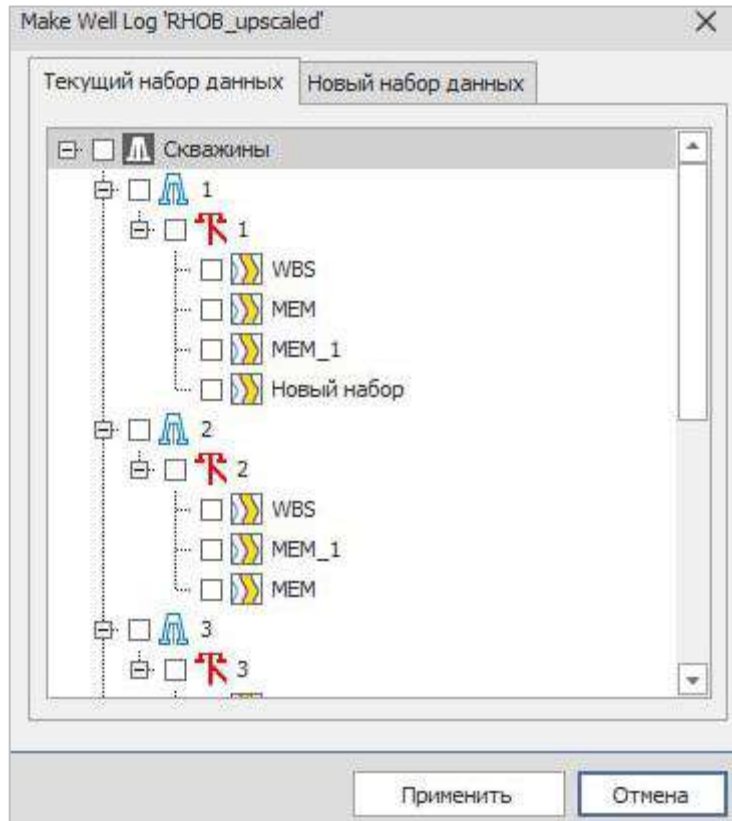 Make Well Log 'RHOB_upscaled'
Текущий набор данных
Новый набор данных
Скважины
1
1
WBS
MEM
MEM_1
Новый набор
2
2
WBS
MEM_1
MEM
3
3
Применить
Отмена